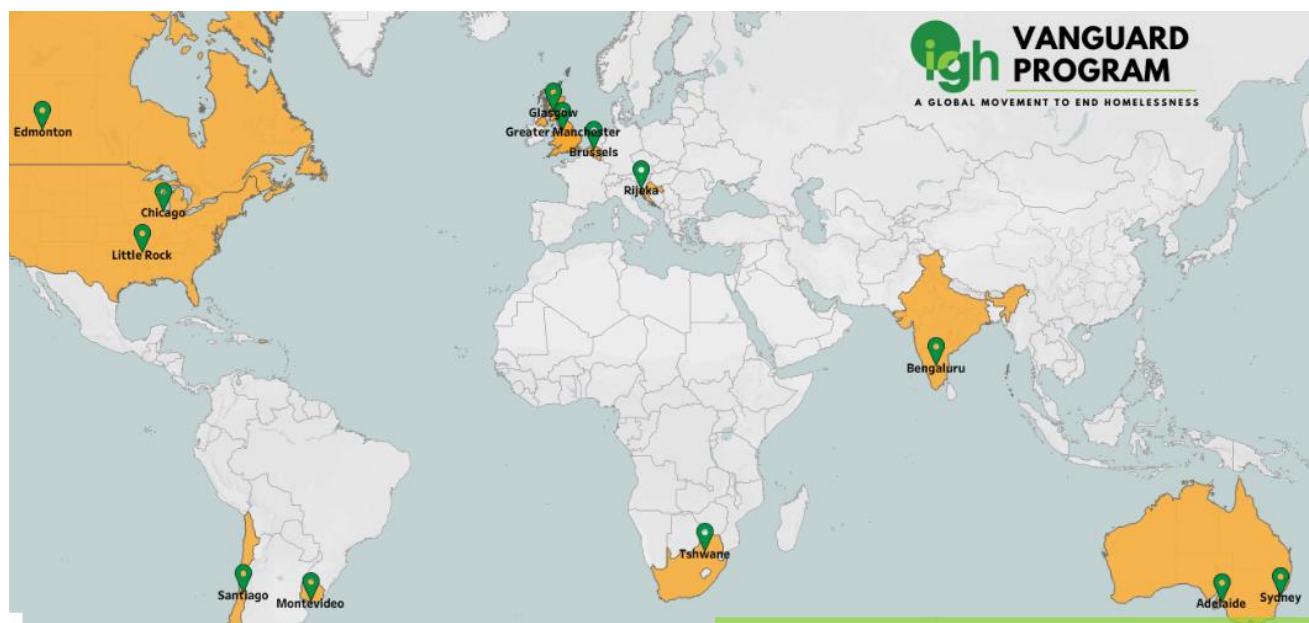 igh VANGUARD
PROGRAM
A GLOBAL MOVEMENT TO END HOMELESSNESS
Edmonton
Glasgow
Greater Manchester
Brussels
Rijeka
Chicago
Little Rock
Bengaluru
Tshwane
Santiago
Montevideo
Adelaide
Sydney